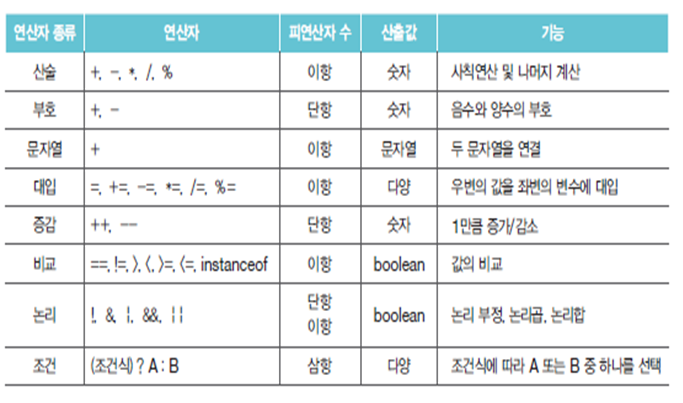 연산자 종류 연산자 피연산자 수 산출값 기능
산술 +, -, *, /, % 이항 숫자 사칙연산 및 나머지 계산
부호 +, - 단항 숫자 음수와 양수의 부호
문자열 + 이항 문자열 두 문자열을 연결
대입 =, +=, -=, *=, /=, %= 이항 다양 우변의 값을 좌변의 변수에 대입
증감 ++, -- 단항 숫자 1만큼 증가/감소
비교 ==, !=, >, <, >=, <=, instanceof 이항 boolean 값의 비교
논리 !, &, |, &&, || 단항 이항 boolean 논리 부정, 논리곱, 논리합
조건 (조건식) ? A : B 삼항 다양 조건식에 따라 A 또는 B 중 하나를 선택